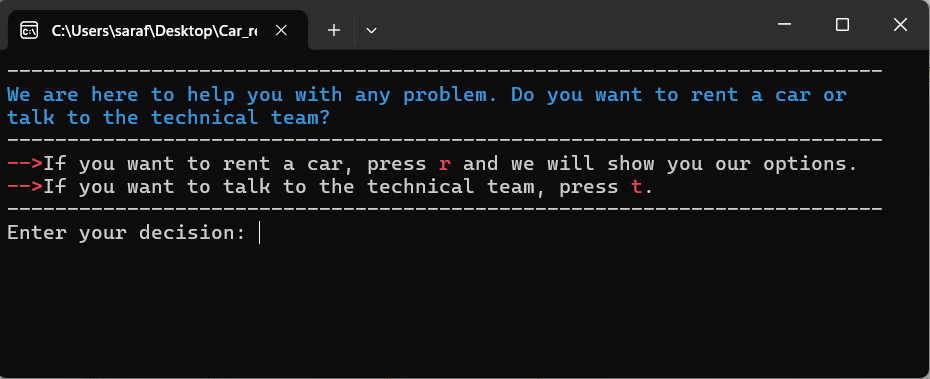 C:\Users\saraf\Desktop\Car_re
------------------------------------------------------------------------
We are here to help you with any problem. Do you want to rent a car or
talk to the technical team?
------------------------------------------------------------------------
-->If you want to rent a car, press r and we will show you our options.
-->If you want to talk to the technical team, press t.
------------------------------------------------------------------------
Enter your decision: